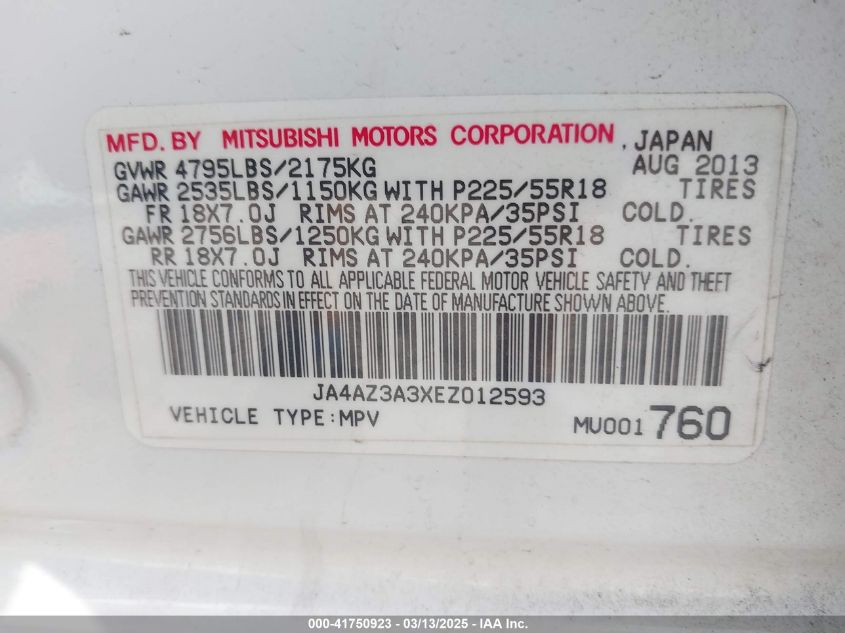 MFD. BY MITSUBISHI MOTORS CORPORATION, JAPAN
GVWR 4795LBS/2175KG AUG 2013
GAWR 2535LBS/1150KG WITH P225/55R18 TIRES
FR 18X7.0J RIMS AT 240KPA/35PSI COLD.
GAWR 2756LBS/1250KG WITH P225/55R18 TIRES
RR 18X7.0J RIMS AT 240KPA/35PSI COLD.
THIS VEHICLE CONFORMS TO ALL APPLICABLE FEDERAL MOTOR VEHICLE SAFETY AND THEFT
PREVENTION STANDARDS IN EFFECT ON THE DATE OF MANUFACTURE SHOWN ABOVE.
JA4AZ3A3XEZ012593
VEHICLE TYPE:MPV MU001760
000-41750923 - 03/13/2025 - IAA Inc.